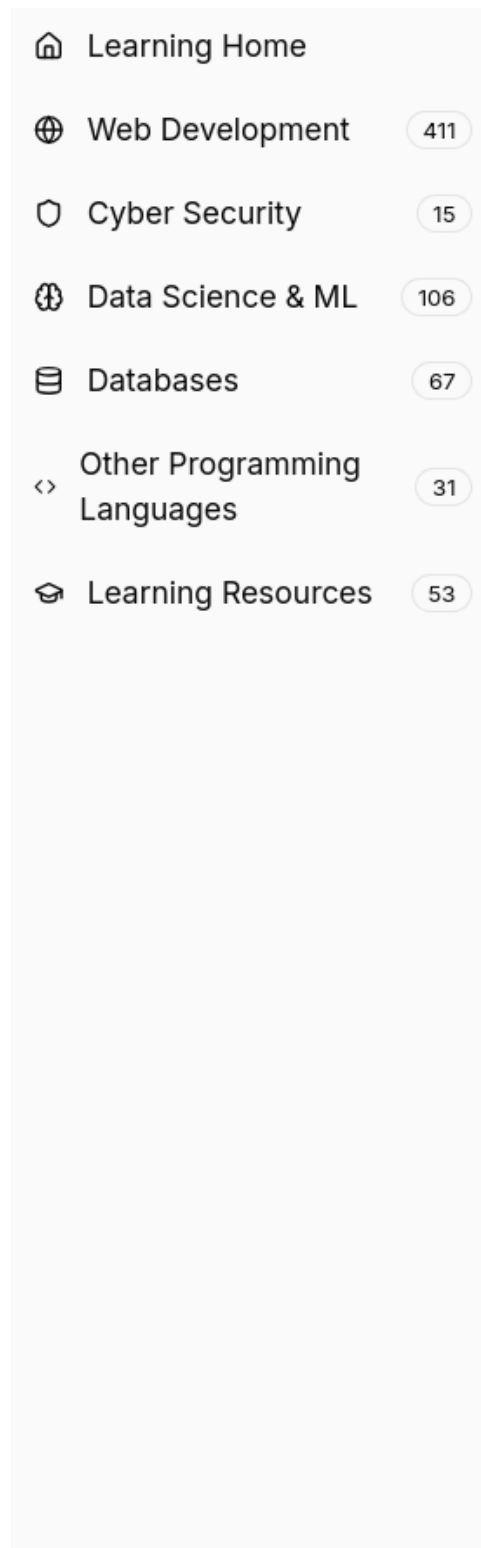 Learning Home
Web Development 411
Cyber Security 15
Data Science & ML 106
Databases 67
Other Programming
Languages 31
Learning Resources 53